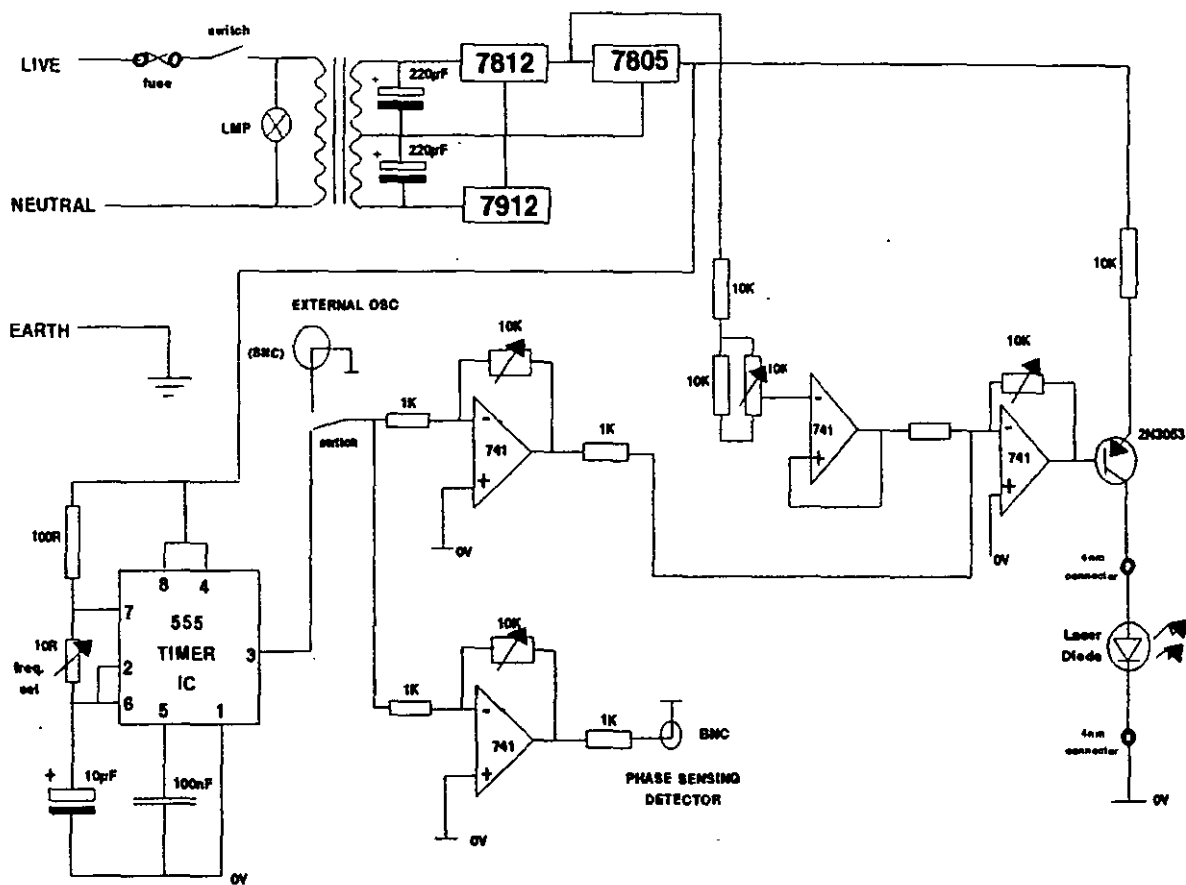 switch
LIVE
fuse
LMP
NEUTRAL
220µF
220µF
7812
7805
7912
EARTH
EXTERNAL OSC
(BNC)
switch
10K
1K
741
1K
0V
10K
10K
10K
741
10K
741
0V
10K
2N3053
4mm
connector
Laser
Diode
4mm
connector
0V
100R
8 4
7
555
TIMER
IC
3
10R
freq.
set
2
6
5 1
10µF
100nF
0V
10K
1K
741
1K
BNC
PHASE SENSING
DETECTOR
0V